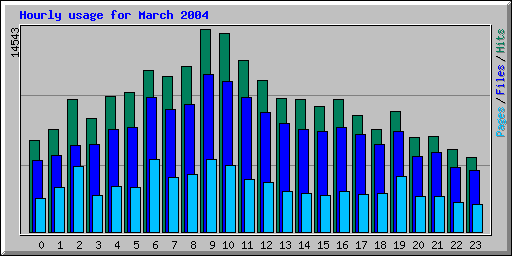 Hourly usage for March 2004
14543
Pages/Files/Hits
0 1 2 3 4 5 6 7 8 9 10 11 12 13 14 15 16 17 18 19 20 21 22 23